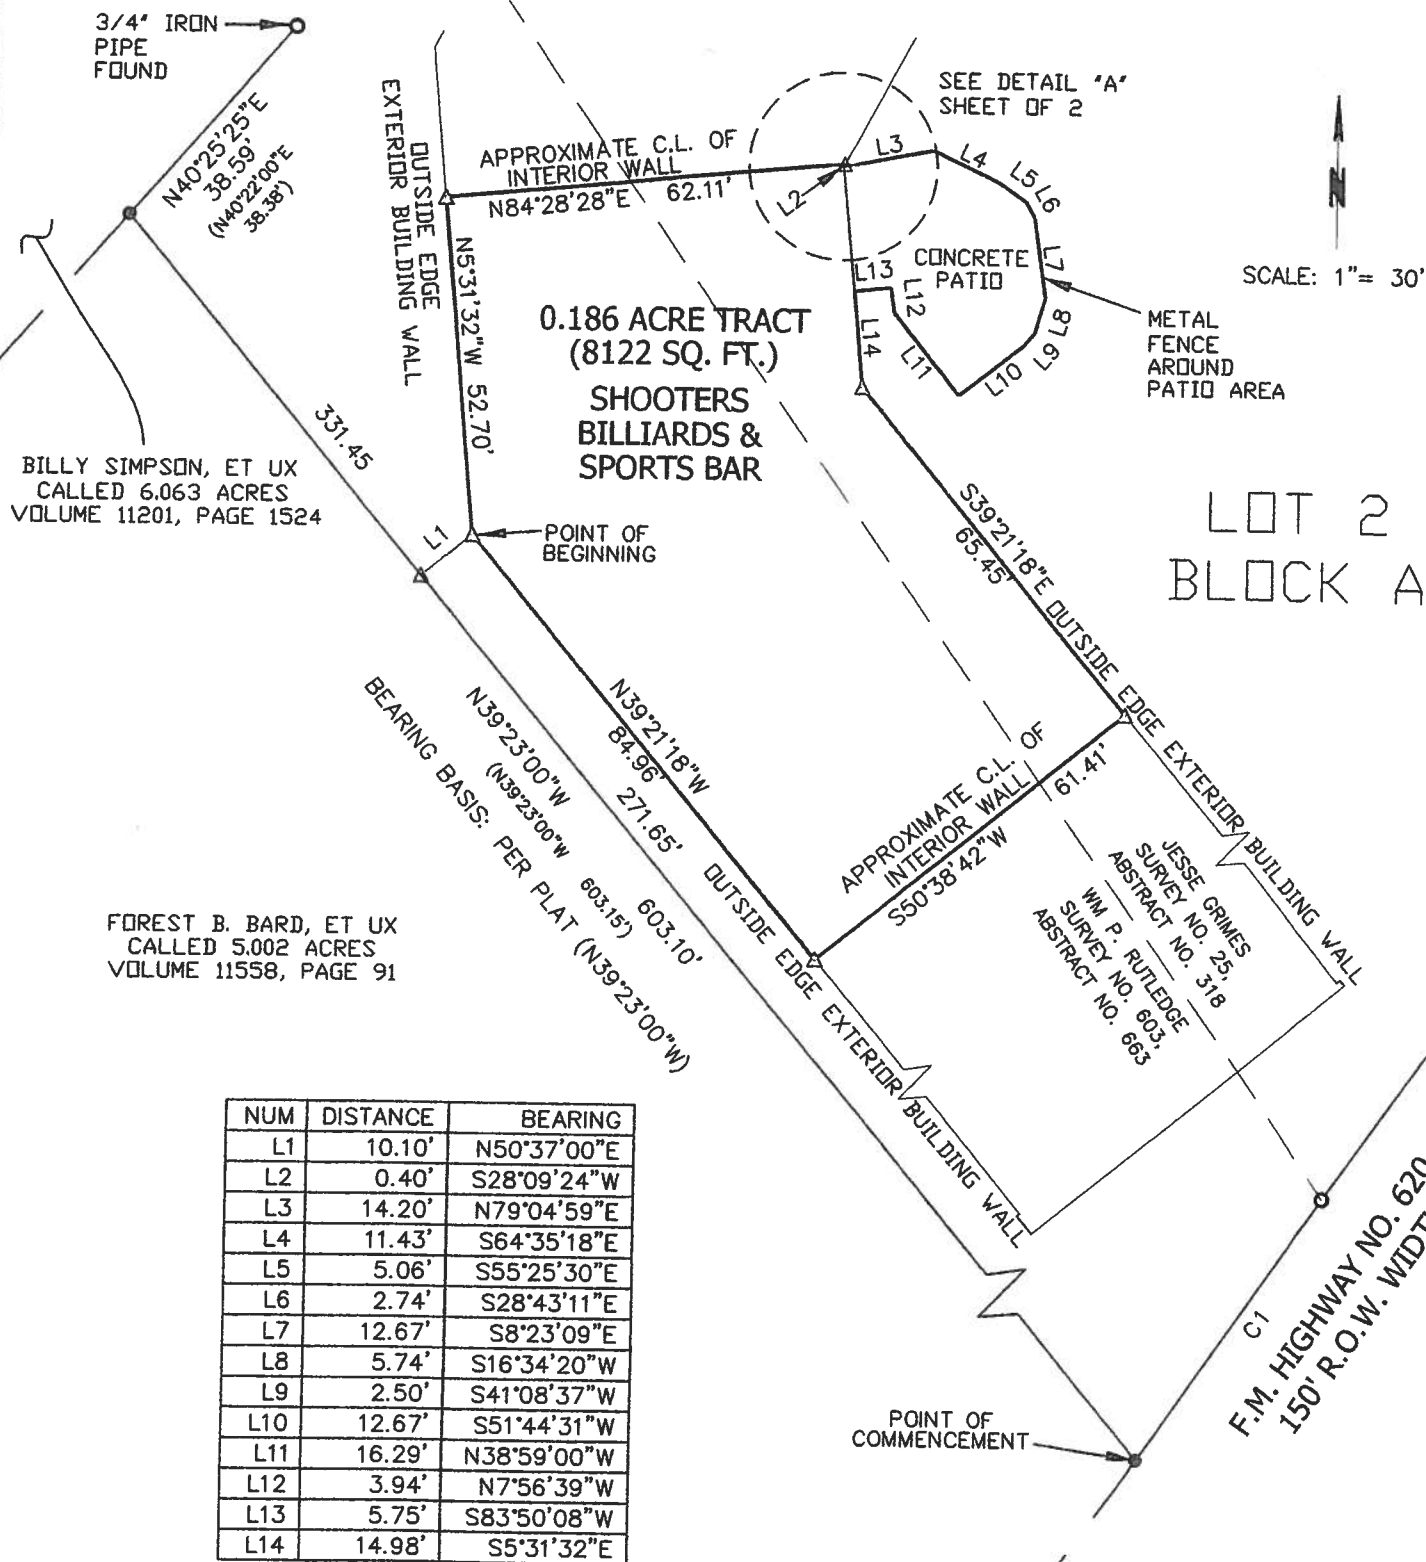 3/4" IRON
PIPE
FOUND
N40°25'25"E
38.59'
(N40°22'00"E
38.38')
OUTSIDE EDGE
EXTERIOR BUILDING WALL
APPROXIMATE C.L. OF
INTERIOR WALL
N84°28'28"E 62.11'
SEE DETAIL "A"
SHEET OF 2
L2
L3
L4
L5
L6
L7
L8
L9
L10
L11
L12
L13
L14
CONCRETE
PATIO
N
SCALE: 1"= 30'
METAL
FENCE
AROUND
PATIO AREA
N5°31'32"W 52.70'
0.186 ACRE TRACT
(8122 SQ. FT.)
SHOOTERS
BILLIARDS &
SPORTS BAR
331.45
BILLY SIMPSON, ET UX
CALLED 6.063 ACRES
VOLUME 11201, PAGE 1524
L1
POINT OF
BEGINNING
LOT 2
BLOCK A
S39°21'18"E
65.45'
OUTSIDE EDGE EXTERIOR BUILDING WALL
N39°21'18"W
84.96'
271.65'
OUTSIDE EDGE EXTERIOR BUILDING WALL
N39°23'00"W 603.10'
(N39°23'00"W 603.15')
BEARING BASIS: PER PLAT (N39°23'00"W)
APPROXIMATE C.L. OF
INTERIOR WALL
61.41'
S50°38'42"W
JESSE GRIMES
SURVEY NO. 25,
ABSTRACT NO. 318
WM P. RUTLEDGE
SURVEY NO. 603,
ABSTRACT NO. 663
FOREST B. BARD, ET UX
CALLED 5.002 ACRES
VOLUME 11558, PAGE 91
NUM DISTANCE BEARING
L1 10.10' N50°37'00"E
L2 0.40' S28°09'24"W
L3 14.20' N79°04'59"E
L4 11.43' S64°35'18"E
L5 5.06' S55°25'30"E
L6 2.74' S28°43'11"E
L7 12.67' S8°23'09"E
L8 5.74' S16°34'20"W
L9 2.50' S41°08'37"W
L10 12.67' S51°44'31"W
L11 16.29' N38°59'00"W
L12 3.94' N7°56'39"W
L13 5.75' S83°50'08"W
L14 14.98' S5°31'32"E
C1
F.M. HIGHWAY NO. 620
150' R.O.W. WIDT
POINT OF
COMMENCEMENT